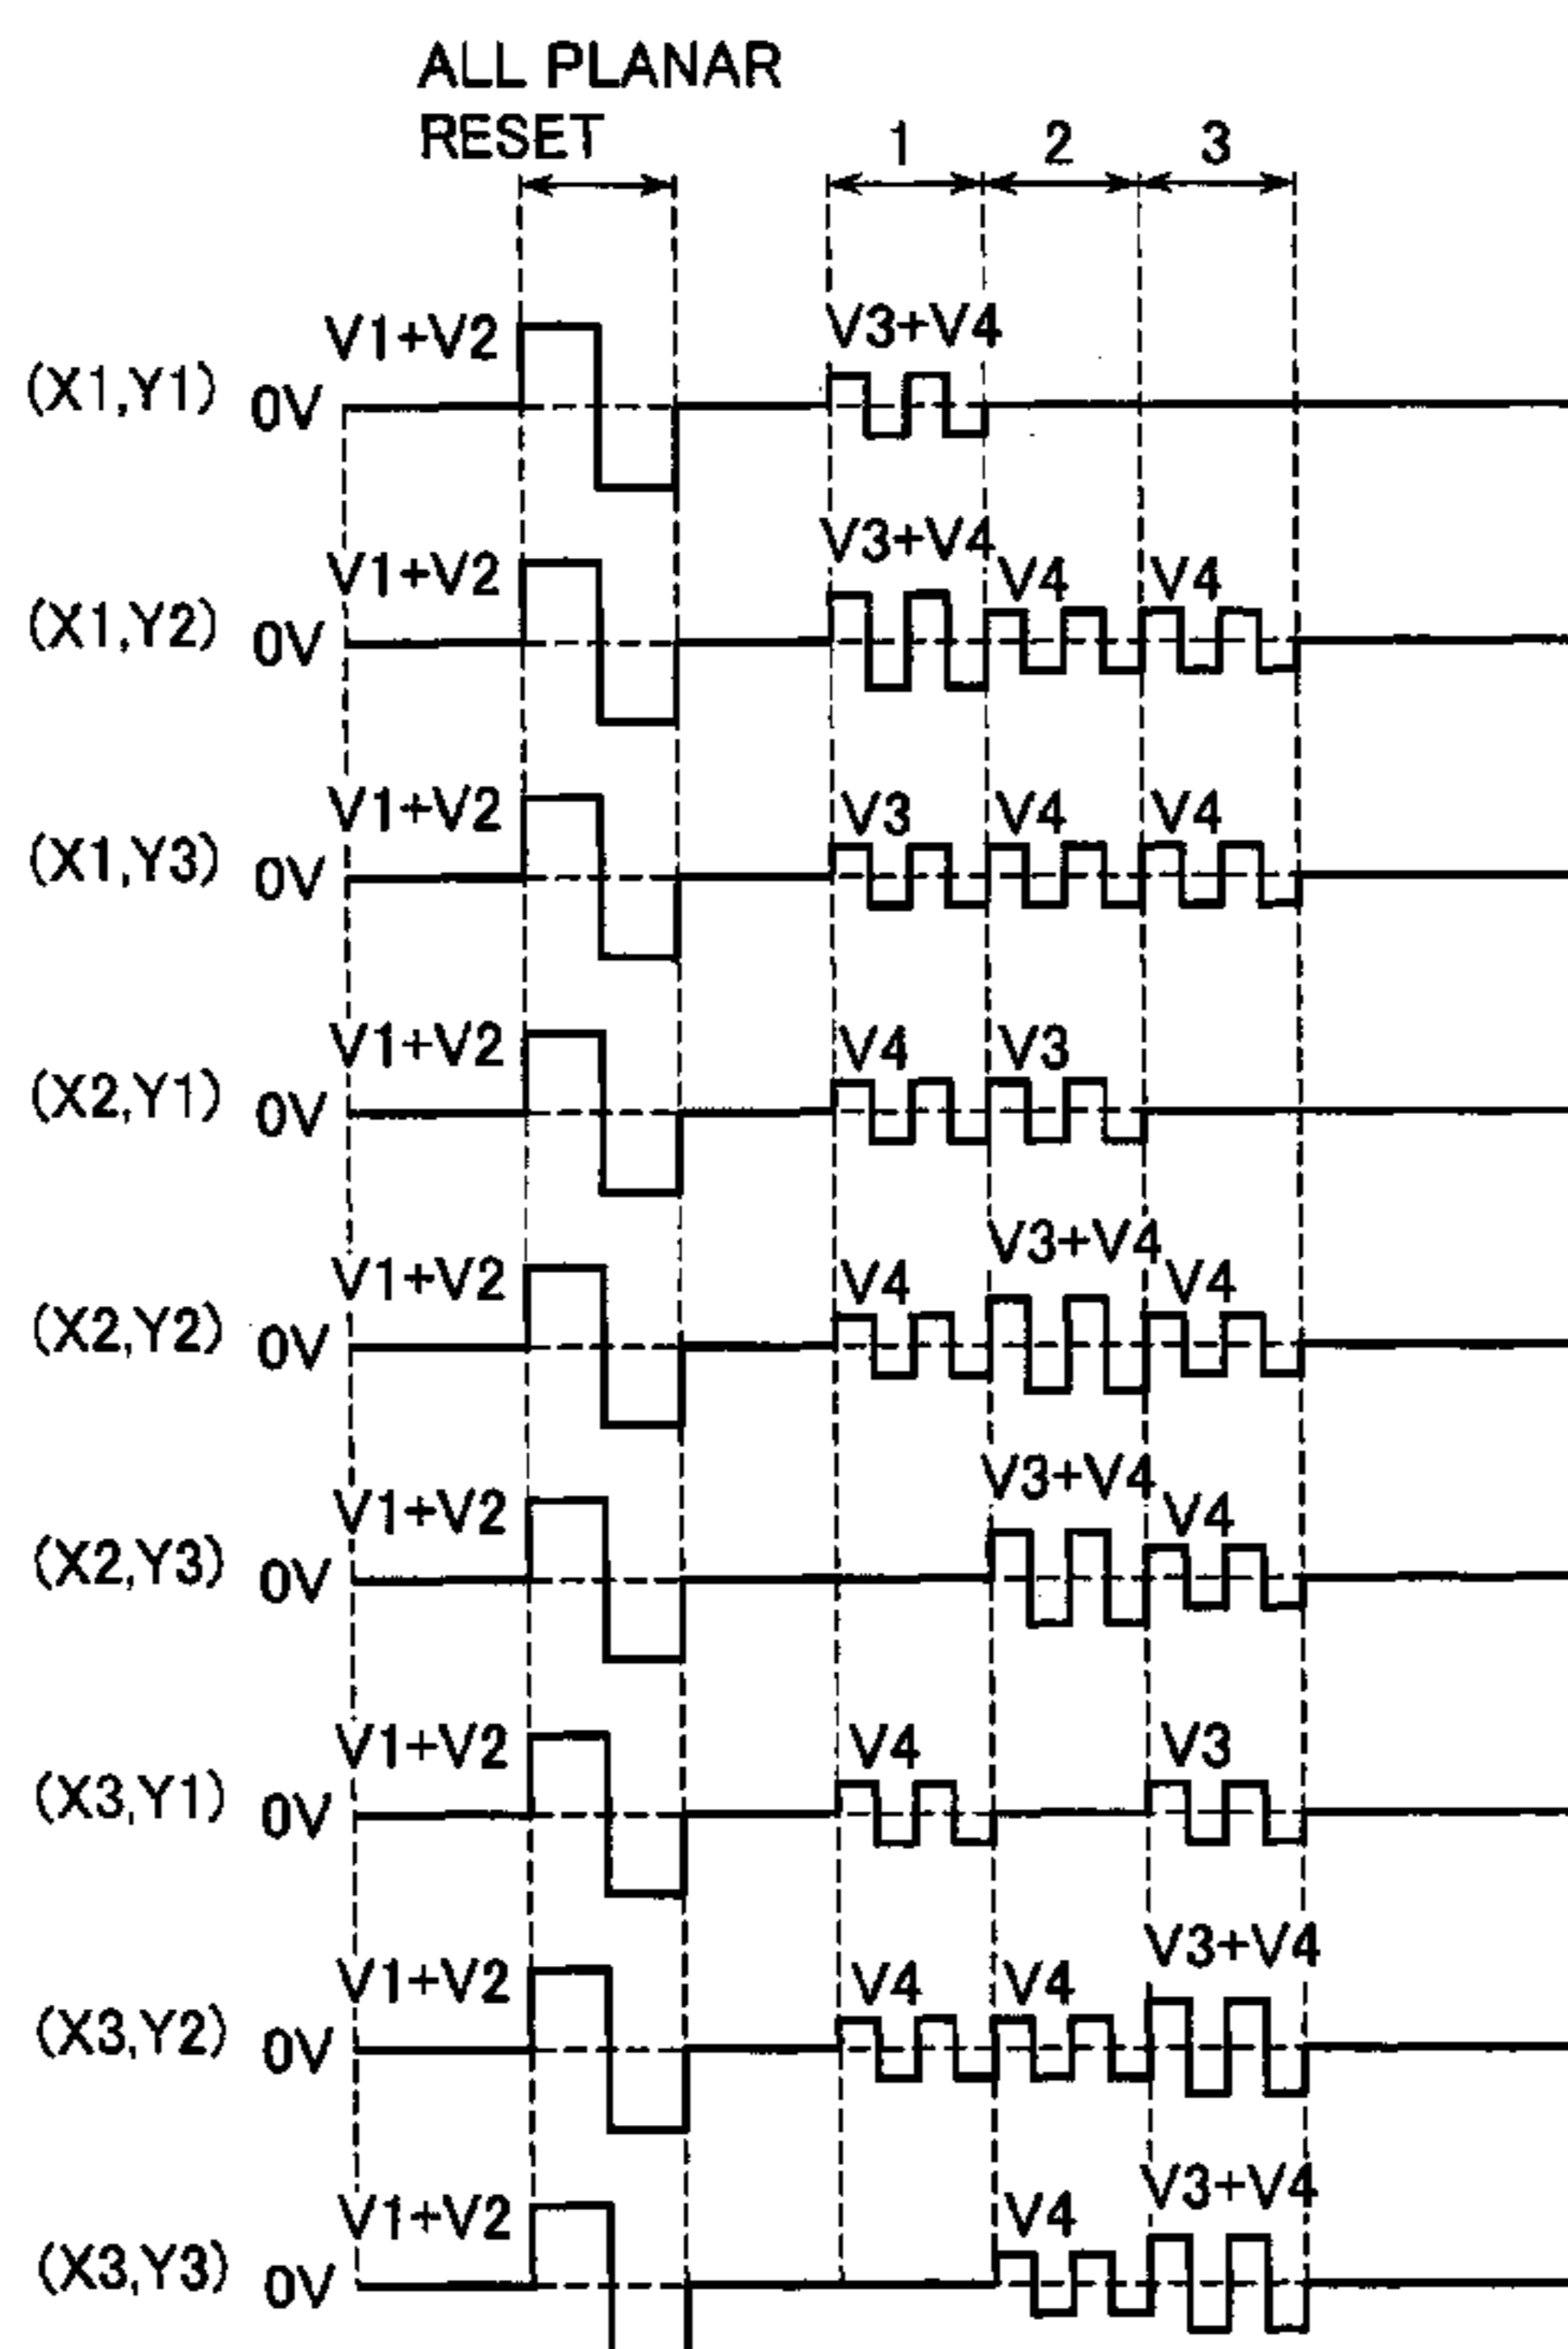 ALL PLANAR
RESET
1 2 3
V1+V2 V3+V4
(X1,Y1) 0V
V3+V4
V1+V2 V4 V4
(X1,Y2) 0V
V1+V2 V3 V4 V4
(X1,Y3) 0V
V1+V2 V4 V3
(X2,Y1) 0V
V3+V4
V1+V2 V4 V4
(X2,Y2) 0V
V3+V4
V1+V2 V4
(X2,Y3) 0V
V1+V2 V4 V3
(X3,Y1) 0V
V3+V4
V1+V2 V4 V4
(X3,Y2) 0V
V3+V4
V1+V2 V4
(X3,Y3) 0V